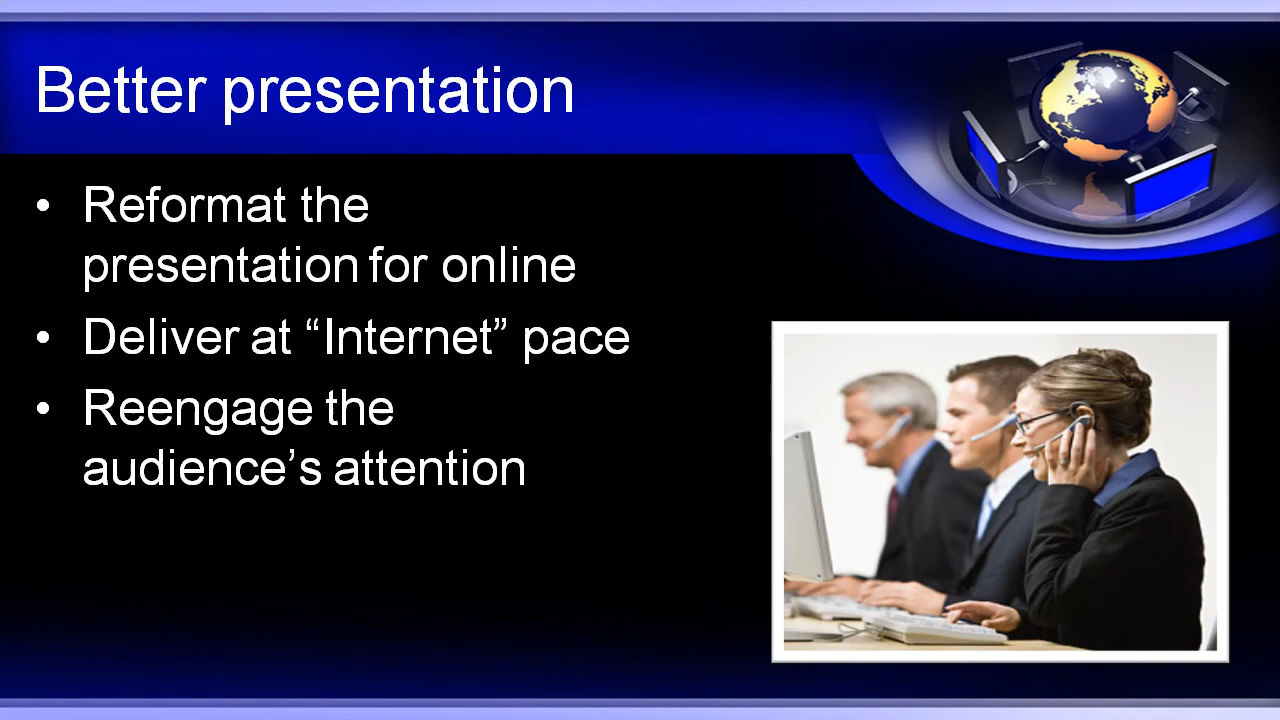 Better presentation
• Reformat the
presentation for online
• Deliver at “Internet” pace
• Reengage the
audience’s attention